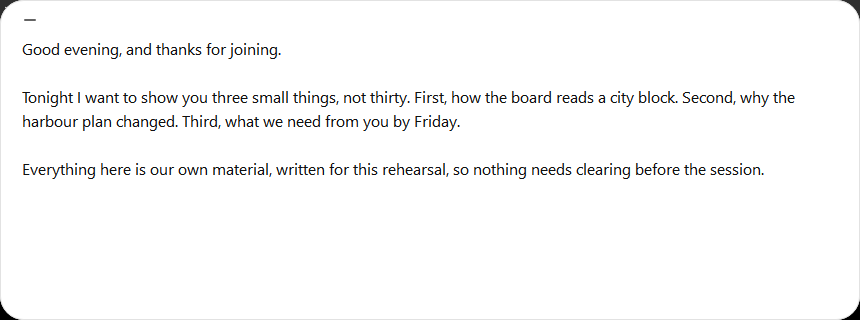 Good evening, and thanks for joining.
Tonight I want to show you three small things, not thirty. First, how the board reads a city block. Second, why the
harbour plan changed. Third, what we need from you by Friday.
Everything here is our own material, written for this rehearsal, so nothing needs clearing before the session.